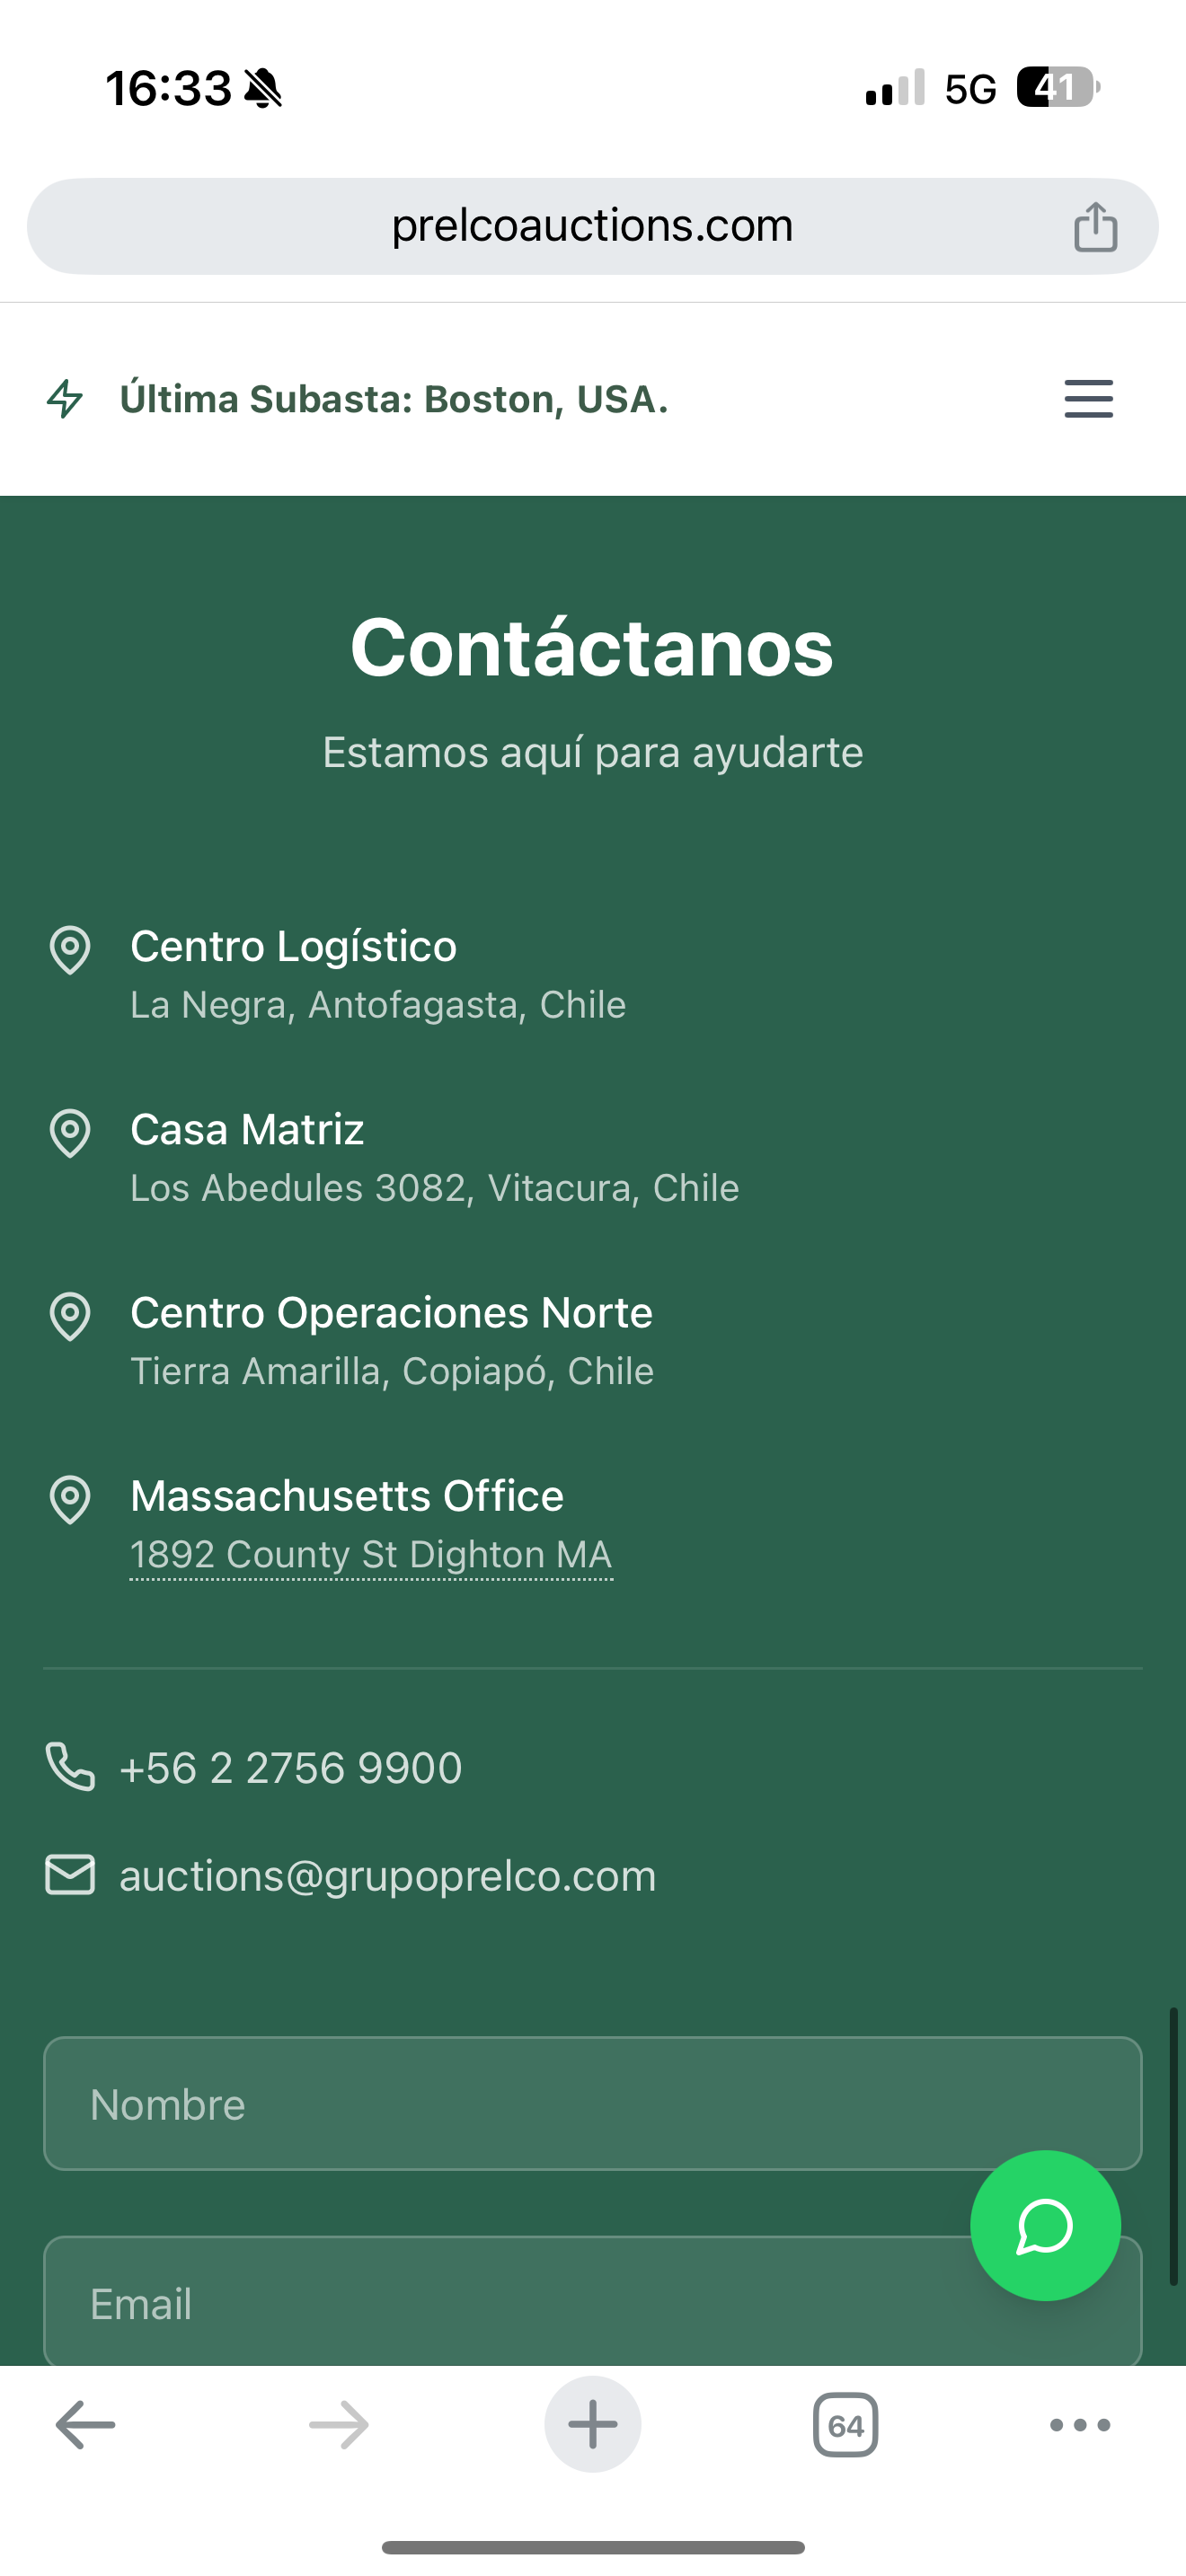 16:33
5G
41
prelcoauctions.com
Última Subasta: Boston, USA.
Contáctanos
Estamos aquí para ayudarte
Centro Logístico
La Negra, Antofagasta, Chile
Casa Matriz
Los Abedules 3082, Vitacura, Chile
Centro Operaciones Norte
Tierra Amarilla, Copiapó, Chile
Massachusetts Office
1892 County St Dighton MA
+56 2 2756 9900
auctions@grupoprelco.com
Nombre
Email
64